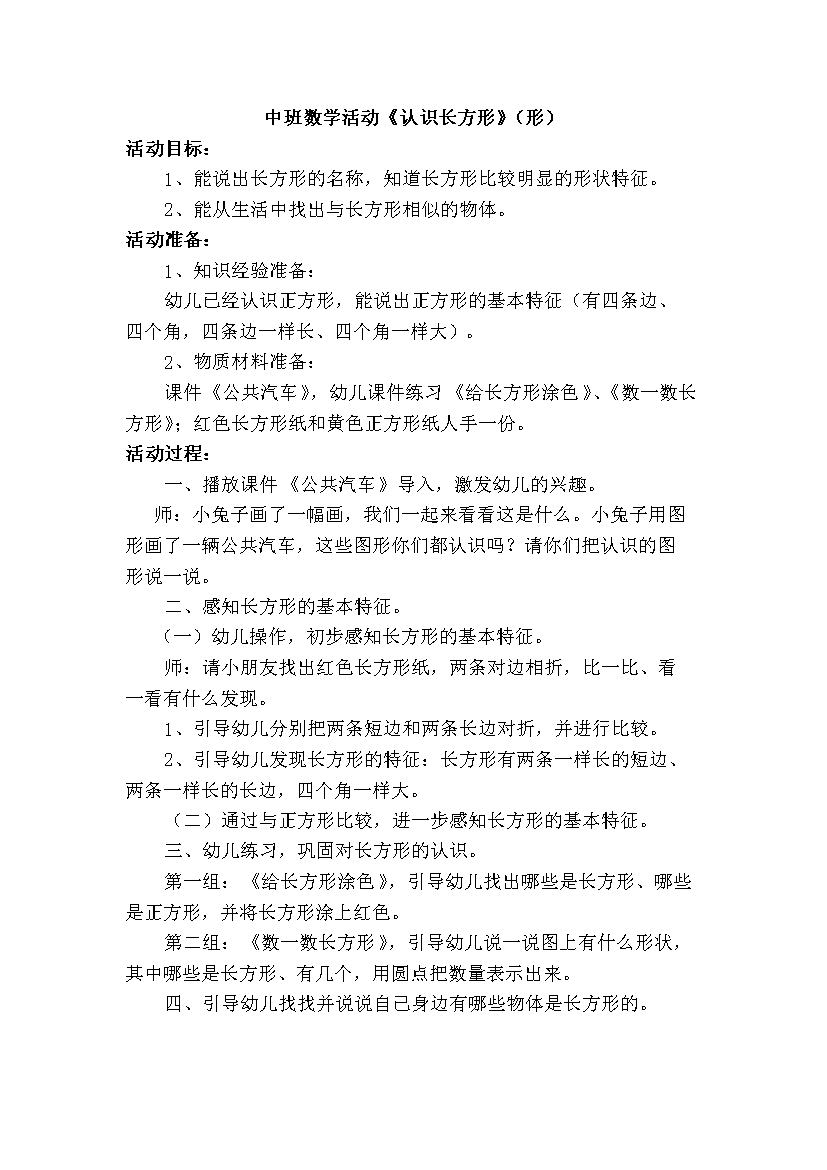 中班数学活动《认识长方形》（形）
活动目标：
1、能说出长方形的名称，知道长方形比较明显的形状特征。
2、能从生活中找出与长方形相似的物体。
活动准备：
1、知识经验准备：
幼儿已经认识正方形，能说出正方形的基本特征（有四条边、
四个角，四条边一样长、四个角一样大）。
2、物质材料准备：
课件《公共汽车》，幼儿课件练习《给长方形涂色》、《数一数长
方形》；红色长方形纸和黄色正方形纸人手一份。
活动过程：
一、播放课件《公共汽车》导入，激发幼儿的兴趣。
师：小兔子画了一幅画，我们一起来看看这是什么。小兔子用图
形画了一辆公共汽车，这些图形你们都认识吗？请你们把认识的图
形说一说。
二、感知长方形的基本特征。
（一）幼儿操作，初步感知长方形的基本特征。
师：请小朋友找出红色长方形纸，两条对边相折，比一比、看
一看有什么发现。
1、引导幼儿分别把两条短边和两条长边对折，并进行比较。
2、引导幼儿发现长方形的特征：长方形有两条一样长的短边、
两条一样长的长边，四个角一样大。
（二）通过与正方形比较，进一步感知长方形的基本特征。
三、幼儿练习，巩固对长方形的认识。
第一组：《给长方形涂色》，引导幼儿找出哪些是长方形、哪些
是正方形，并将长方形涂上红色。
第二组：《数一数长方形》，引导幼儿说一说图上有什么形状，
其中哪些是长方形、有几个，用圆点把数量表示出来。
四、引导幼儿找找并说说自己身边有哪些物体是长方形的。